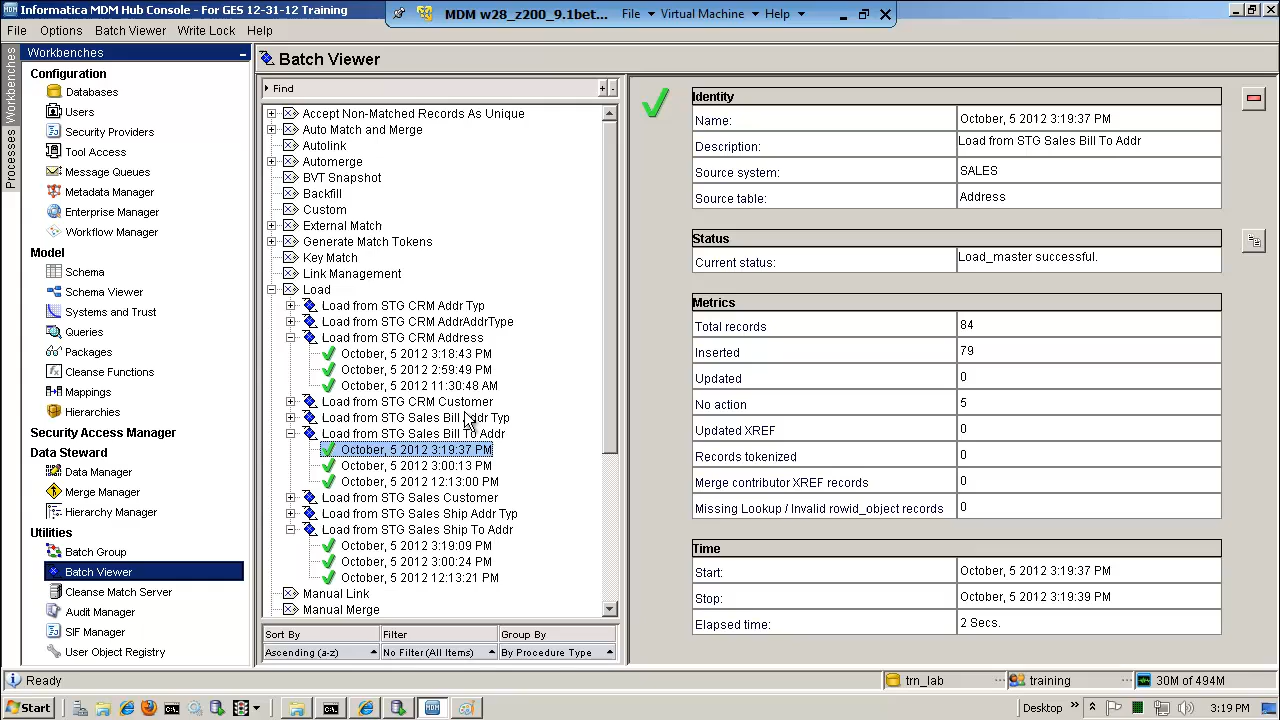 Informatica MDM Hub Console - For GES 12-31-12 Training
MDM w28_z200_9.1bet... File Virtual Machine Help
File Options Batch Viewer Write Lock Help
Workbenches
Processes
Workbenches
Configuration
Databases
Users
Security Providers
Tool Access
Message Queues
Metadata Manager
Enterprise Manager
Workflow Manager
Model
Schema
Schema Viewer
Systems and Trust
Queries
Packages
Cleanse Functions
Mappings
Hierarchies
Security Access Manager
Data Steward
Data Manager
Merge Manager
Hierarchy Manager
Utilities
Batch Group
Batch Viewer
Cleanse Match Server
Audit Manager
SIF Manager
User Object Registry
Batch Viewer
Find
Accept Non-Matched Records As Unique
Auto Match and Merge
Autolink
Automerge
BVT Snapshot
Backfill
Custom
External Match
Generate Match Tokens
Key Match
Link Management
Load
Load from STG CRM Addr Typ
Load from STG CRM AddrAddrType
Load from STG CRM Address
October, 5 2012 3:18:43 PM
October, 5 2012 2:59:49 PM
October, 5 2012 11:30:48 AM
Load from STG CRM Customer
Load from STG Sales Bill Addr Typ
Load from STG Sales Bill To Addr
October, 5 2012 3:19:37 PM
October, 5 2012 3:00:13 PM
October, 5 2012 12:13:00 PM
Load from STG Sales Customer
Load from STG Sales Ship Addr Typ
Load from STG Sales Ship To Addr
October, 5 2012 3:19:09 PM
October, 5 2012 3:00:24 PM
October, 5 2012 12:13:21 PM
Manual Link
Manual Merge
Sort By Filter Group By
Ascending (a-z) No Filter(All Items) By Procedure Type
Identity
Name: October, 5 2012 3:19:37 PM
Description: Load from STG Sales Bill To Addr
Source system: SALES
Source table: Address
Status
Current status: Load_master successful.
Metrics
Total records 84
Inserted 79
Updated 0
No action 5
Updated XREF 0
Records tokenized 0
Merge contributor XREF records 0
Missing Lookup / Invalid rowid_object records 0
Time
Start: October, 5 2012 3:19:37 PM
Stop: October, 5 2012 3:19:39 PM
Elapsed time: 2 Secs.
Ready trn_lab training 30M of 494M
Start Desktop 3:19 PM